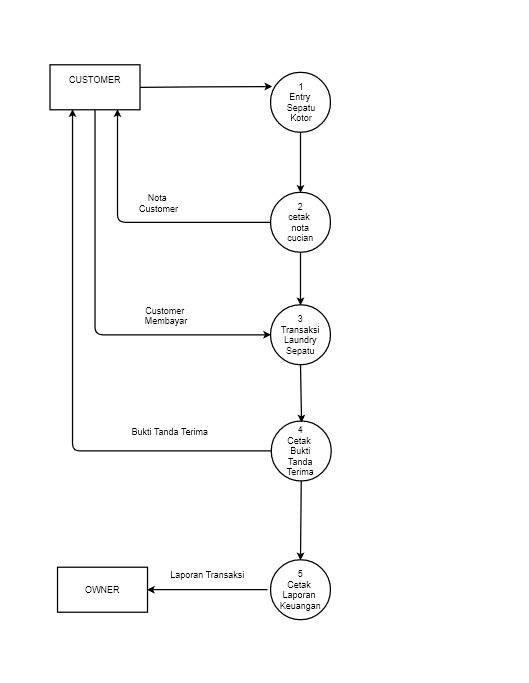 CUSTOMER
1
Entry
Sepatu
Kotor
Nota
Customer
2
cetak
nota
cucian
Customer
Membayar
3
Transaksi
Laundry
Sepatu
Bukti Tanda Terima
4
Cetak
Bukti
Tanda
Terima
Laporan Transaksi
OWNER
5
Cetak
Laporan
Keuangan